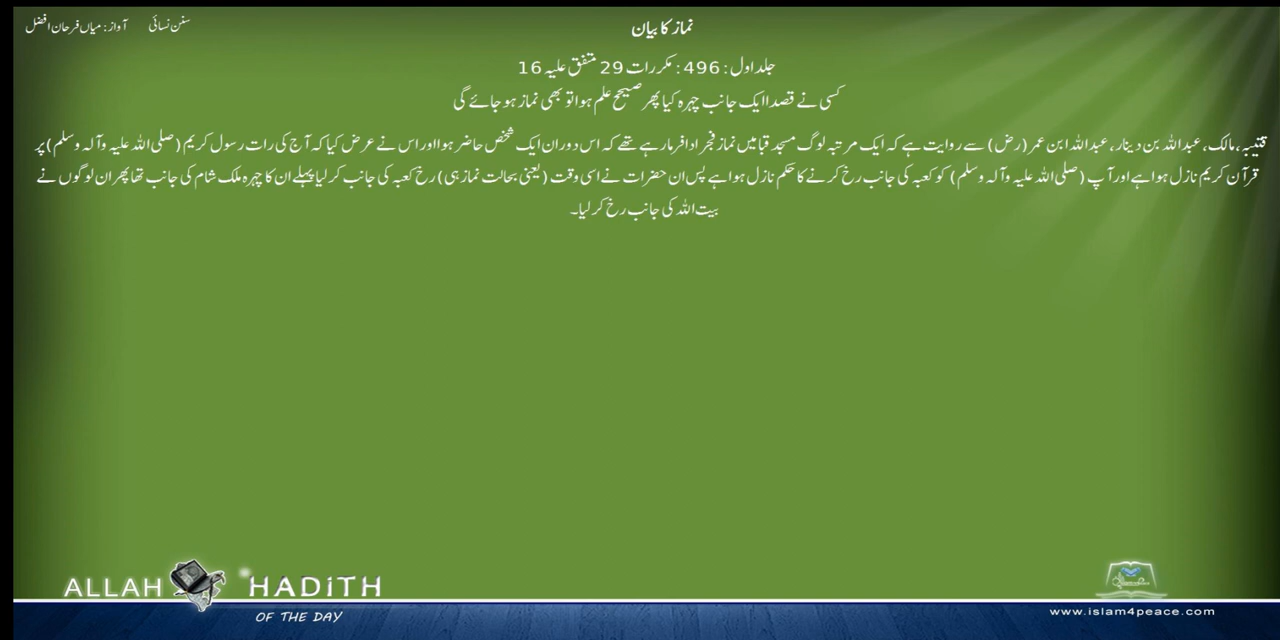 نماز کا بیان
سنن نسائی    آواز: میاں فرحان افضل
جلد اول : 496 : مکررات 29 متفق علیہ 16
کسی نے قصدا ایک جانب چہرہ کیا پھر صحیح علم ہوا تو بھی نماز ہو جائے گی
قتیبہ، مالک، عبداللہ بن دینار، عبداللہ ابن عمر (رض) سے روایت ہے کہ ایک مرتبہ لوگ مسجد قبا میں نماز فجر ادا فرما رہے تھے کہ اس دوران ایک شخص حاضر ہوا اور اس نے عرض کیا کہ آج کی رات رسول کریم (صلی اللہ علیہ وآلہ وسلم) پر
قرآن کریم نازل ہوا ہے اور آپ (صلی اللہ علیہ وآلہ وسلم) کو کعبہ کی جانب رخ کرنے کا حکم نازل ہوا ہے پس ان حضرات نے اسی وقت (یعنی بحالت نماز ہی) رخ کعبہ کی جانب کر لیا پہلے ان کا چہرہ ملک شام کی جانب تھا پھر ان لوگوں نے
بیت اللہ کی جانب رخ کر لیا۔
ALLAH HADITH
OF THE DAY
www.islam4peace.com